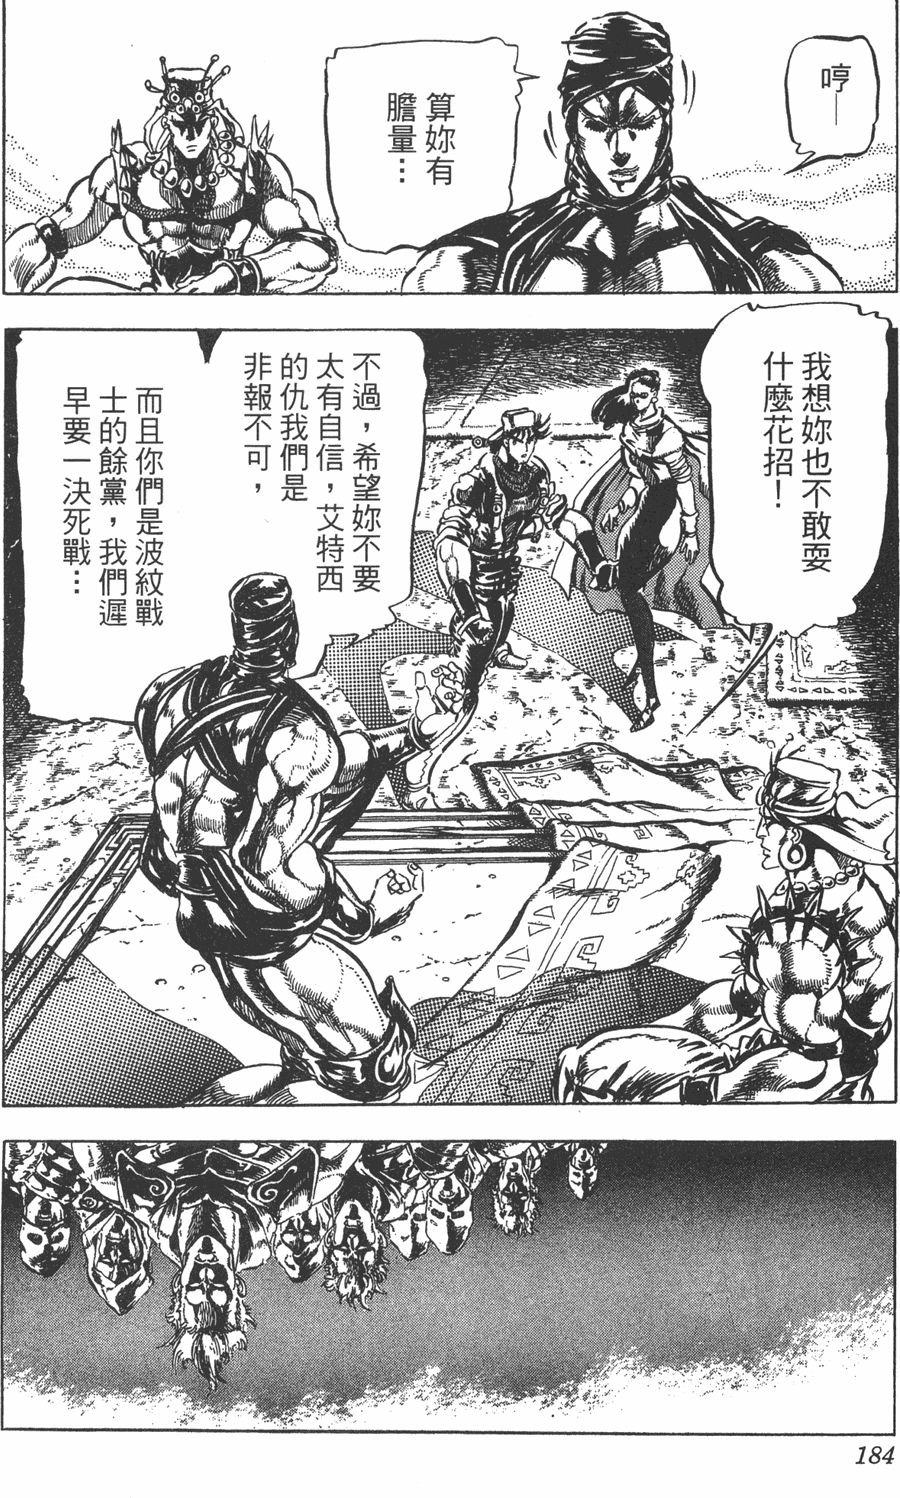 哼——
算妳有
膽量…
我想妳也不敢耍
什麼花招！
不過，希望妳不要
太有自信，艾特西
的仇我們是
非報不可，
而且你們是波紋戰
士的餘黨，我們遲
早要一決死戰…
184